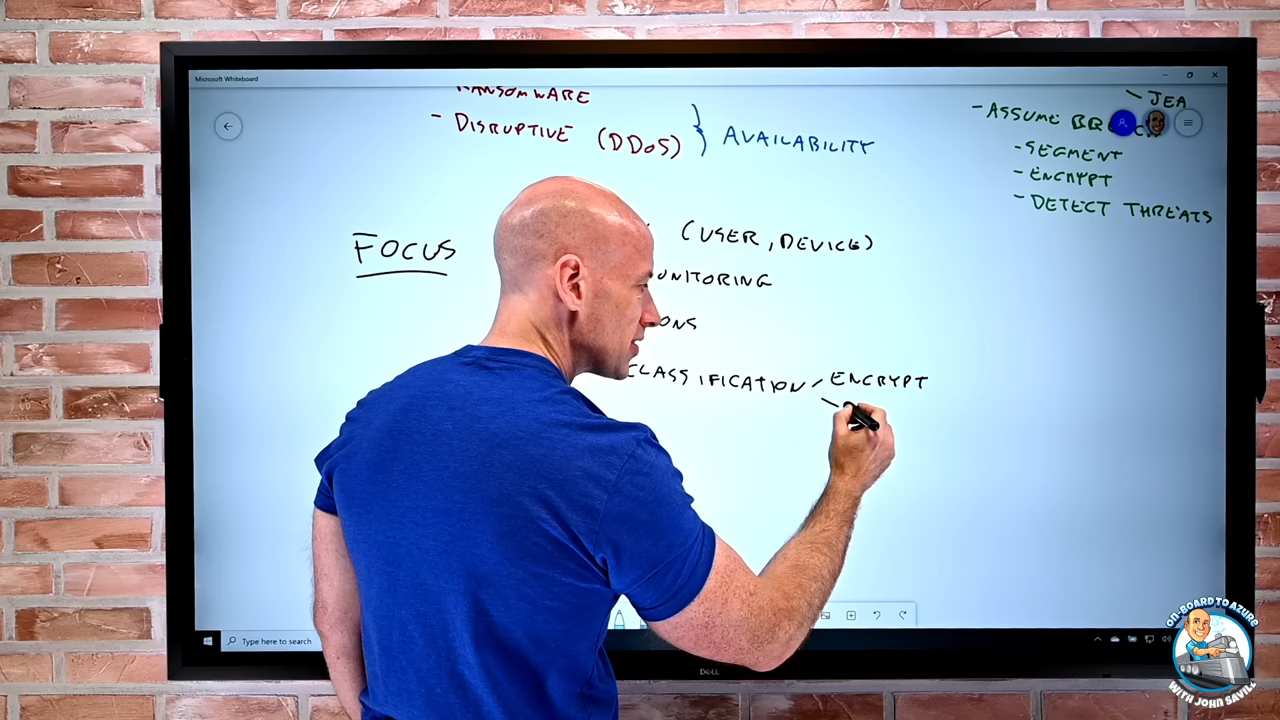 Microsoft Whiteboard
RANSOMWARE
- DISRUPTIVE (DDoS)
AVAILABILITY
- JEA
- ASSUME
- SEGMENT
- ENCRYPT
- DETECT THREATS
FOCUS
(USER, DEVICE)
ONITORING
ONS
CLASSIFICATION
ENCRYPT
Type here to search
DELL
ON-BOARD TO AZURE
WITH JOHN SAVILL